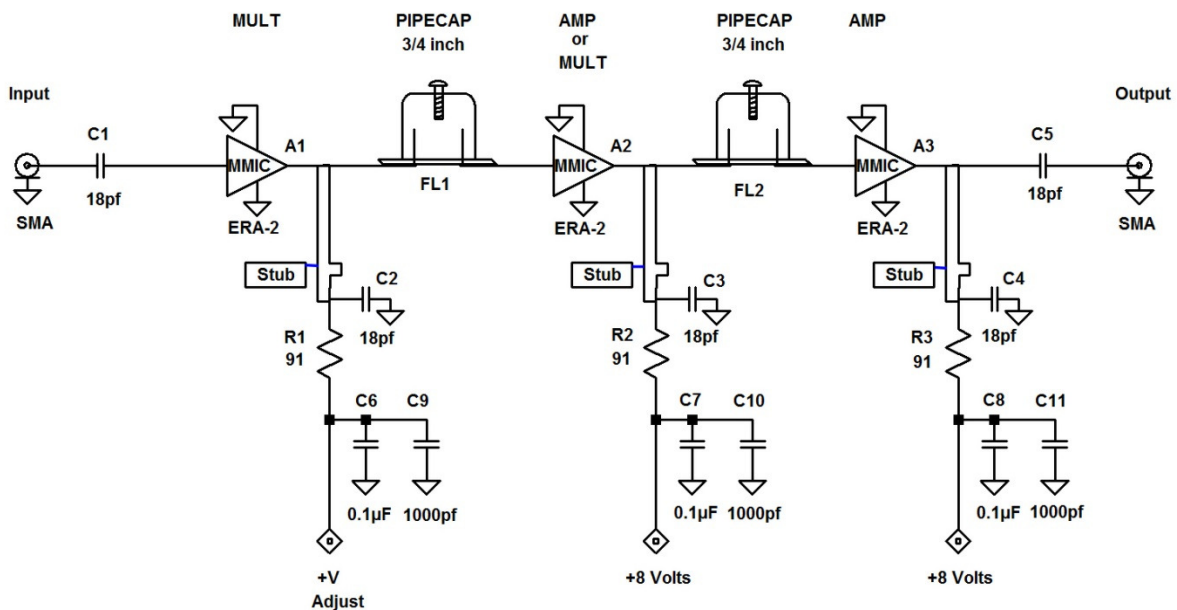 MULT
PIPECAP
3/4 inch
AMP
or
MULT
PIPECAP
3/4 inch
AMP
Input
Output
C1
18pf
SMA
MMIC
A1
ERA-2
FL1
MMIC
A2
ERA-2
FL2
MMIC
A3
ERA-2
C5
18pf
SMA
Stub
C2
18pf
Stub
C3
18pf
Stub
C4
18pf
R1
91
R2
91
R3
91
C6
C9
C7
C10
C8
C11
0.1µF
1000pf
0.1µF
1000pf
0.1µF
1000pf
+V
Adjust
+8 Volts
+8 Volts